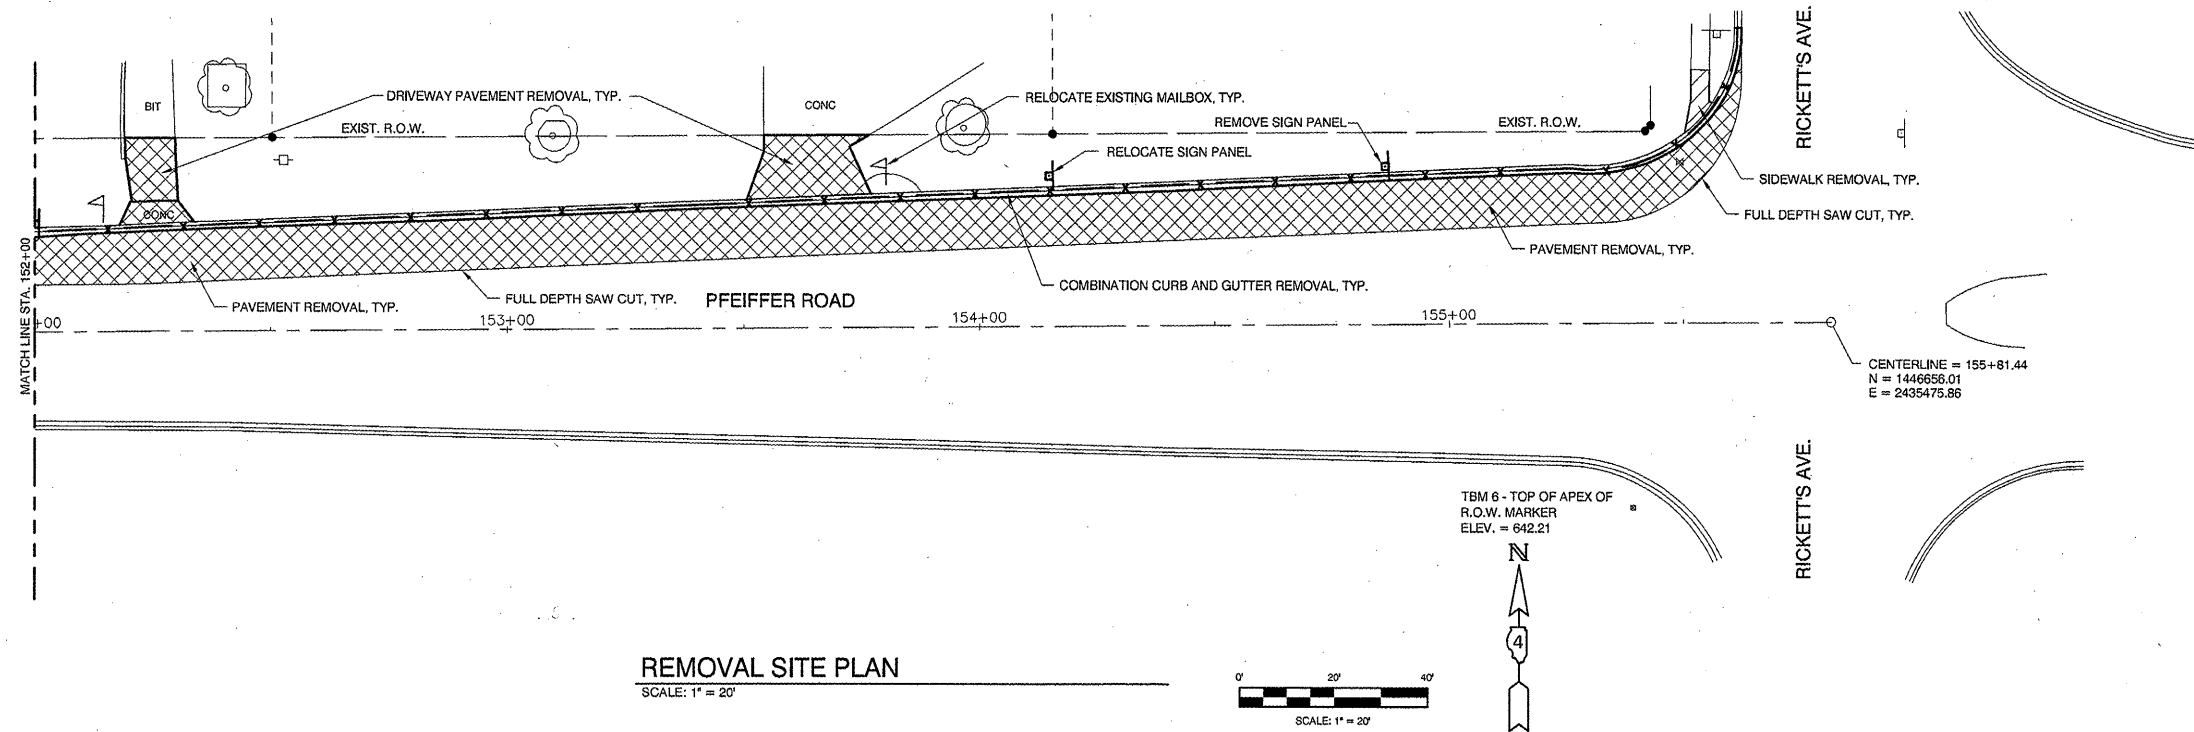 RICKETT'S AVE.
BIT
DRIVEWAY PAVEMENT REMOVAL, TYP.
CONC
RELOCATE EXISTING MAILBOX, TYP.
EXIST. R.O.W.
REMOVE SIGN PANEL
EXIST. R.O.W.
RELOCATE SIGN PANEL
SIDEWALK REMOVAL, TYP.
CONC
FULL DEPTH SAW CUT, TYP.
PAVEMENT REMOVAL, TYP.
MATCH LINE STA. 152+00
COMBINATION CURB AND GUTTER REMOVAL, TYP.
PAVEMENT REMOVAL, TYP.
FULL DEPTH SAW CUT, TYP.
PFEIFFER ROAD
+00
153+00
154+00
155+00
CENTERLINE = 155+81.44
N = 1446656.01
E = 2435475.86
RICKETT'S AVE.
TBM 6 - TOP OF APEX OF
R.O.W. MARKER
ELEV. = 642.21
N
4
REMOVAL SITE PLAN
SCALE: 1" = 20'
0'
20'
40'
SCALE: 1" = 20'